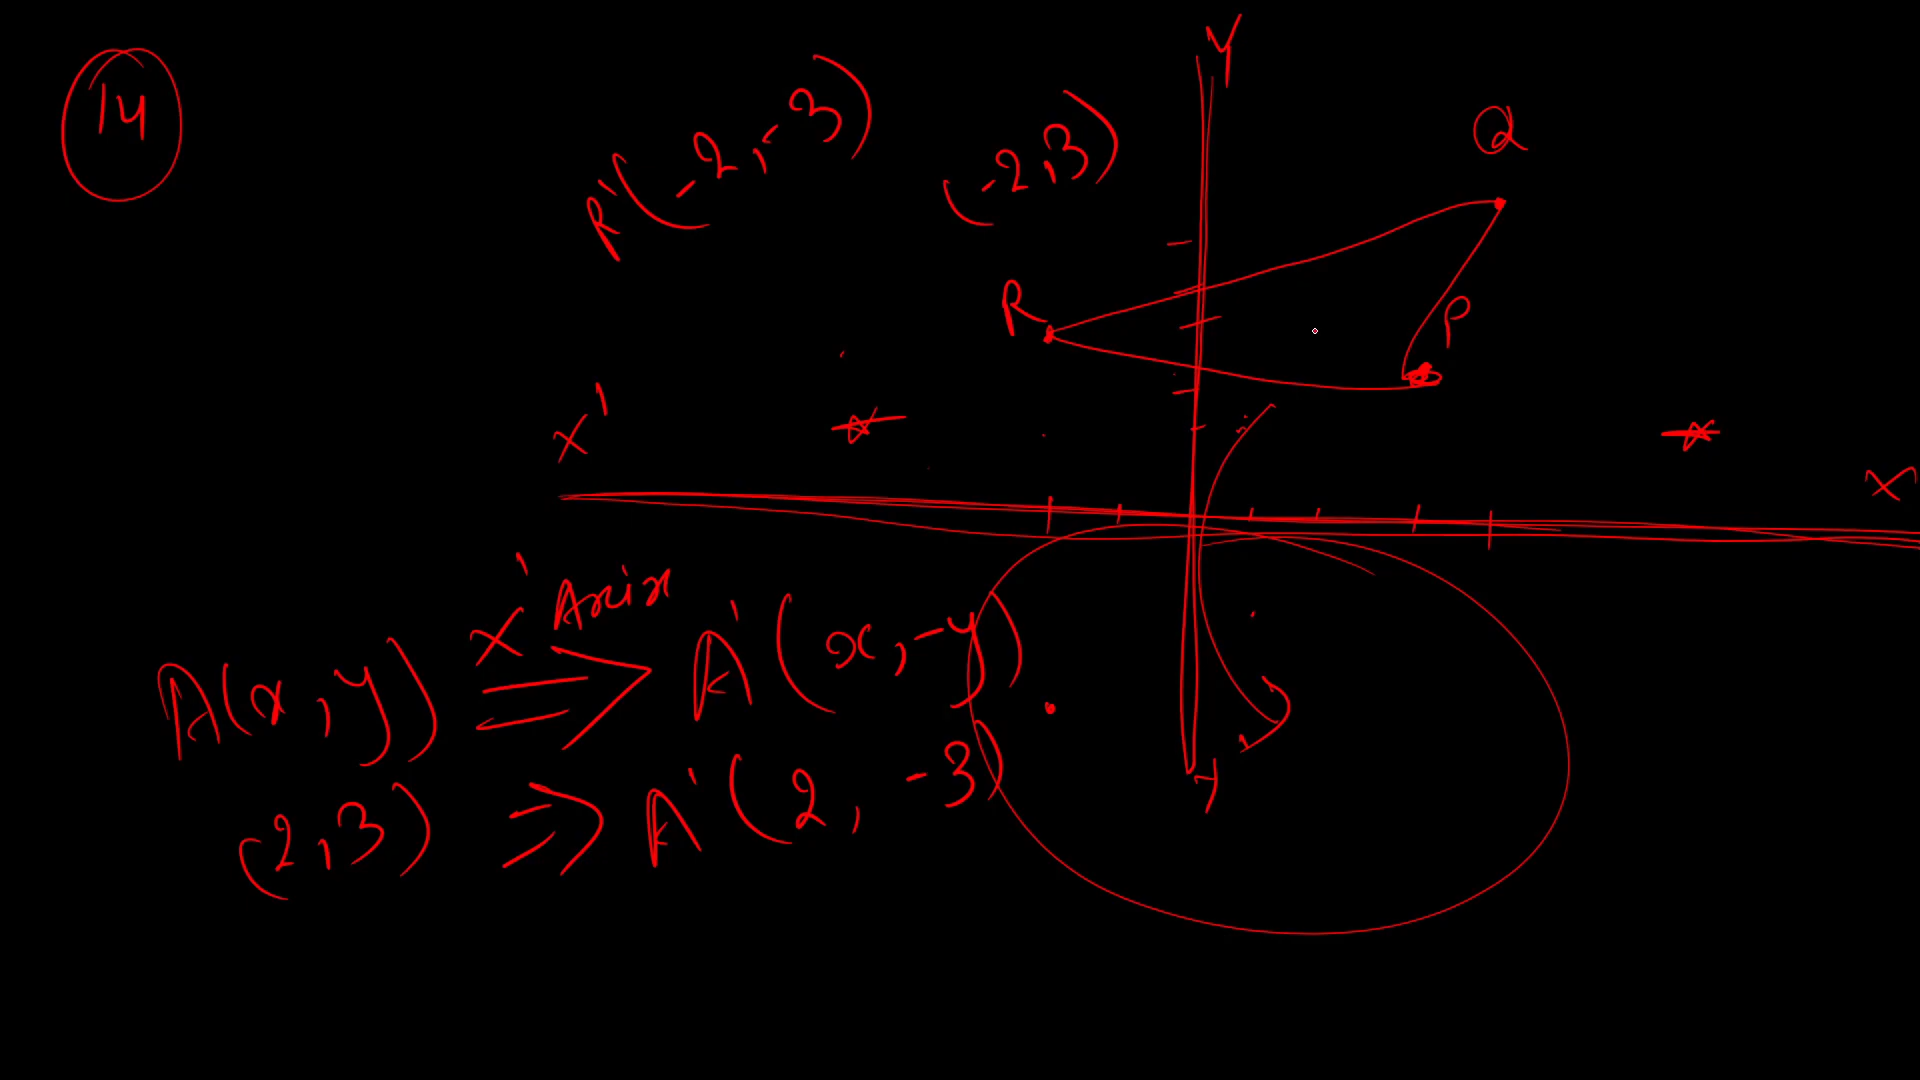 14
Y
Q
R'(-2,-3)
(-2,3)
R
P
X'
X
A(x,y) X' Axis ⇒ A'(x,-y)
(2,3) ⇒ A'(2,-3)